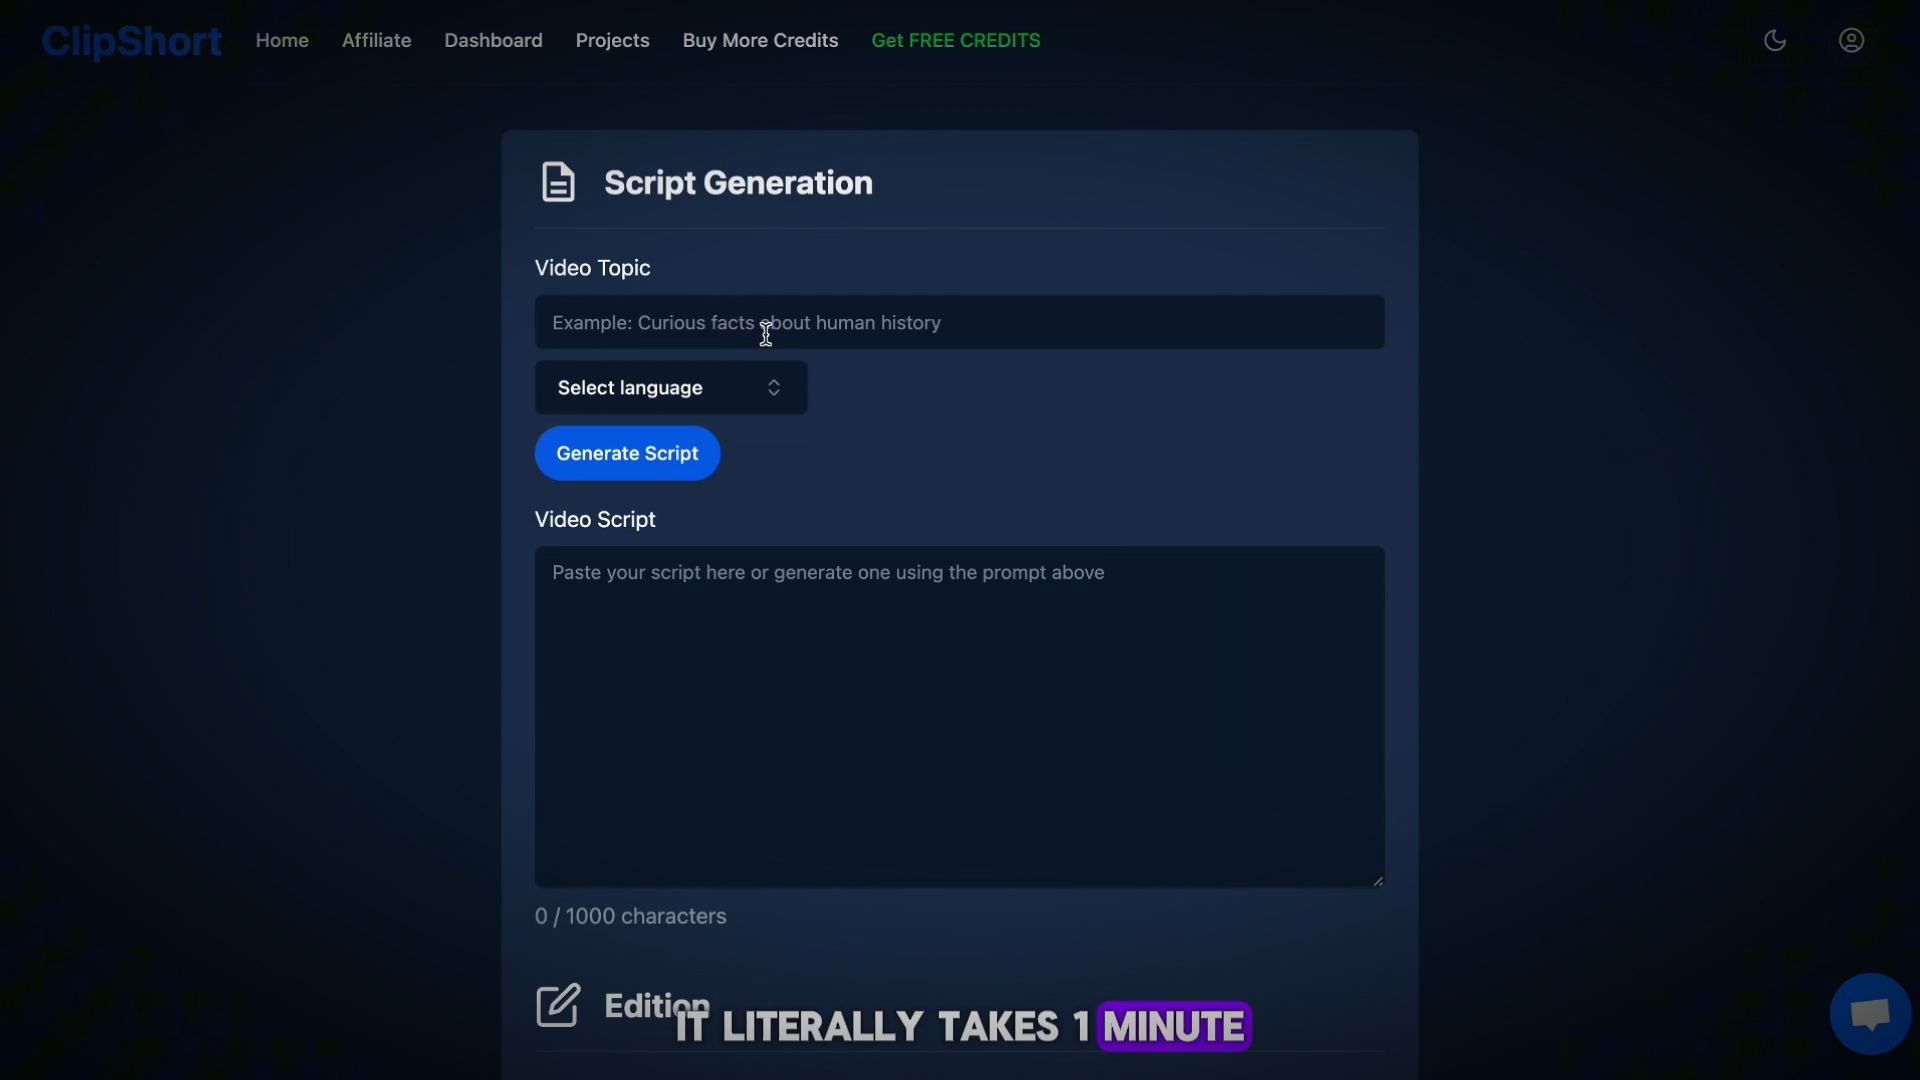 ClipShort Home Affiliate Dashboard Projects Buy More Credits Get FREE CREDITS
Script Generation
Video Topic
Example: Curious facts about human history
Select language
Generate Script
Video Script
Paste your script here or generate one using the prompt above
0 / 1000 characters
Edition
IT LITERALLY TAKES 1 MINUTE